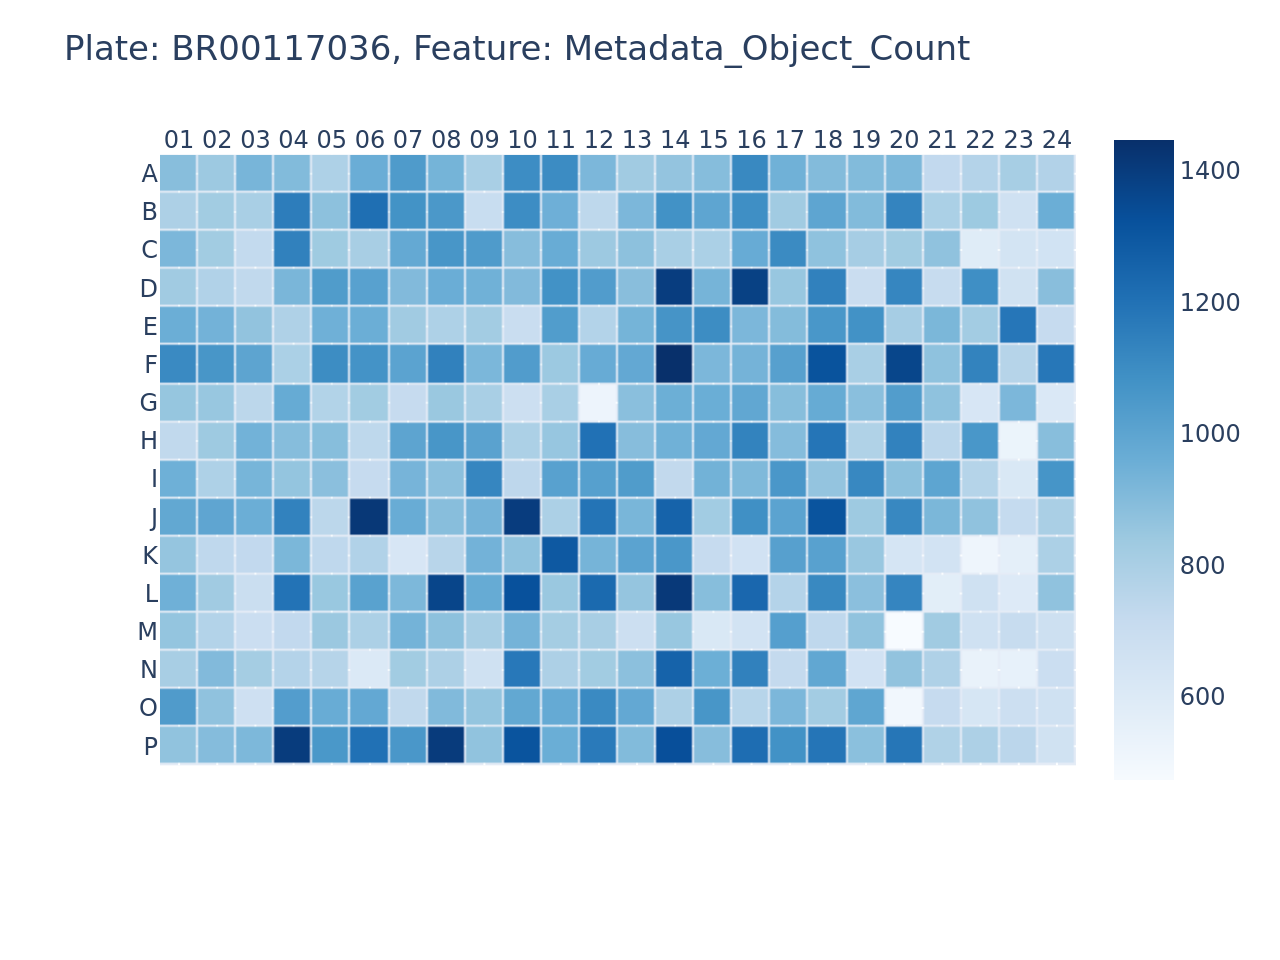 Plate: BR00117036, Feature: Metadata_Object_Count
01 02 03 04 05 06 07 08 09 10 11 12 13 14 15 16 17 18 19 20 21 22 23 24
A
B
C
D
E
F
G
H
I
J
K
L
M
N
O
P
1400
1200
1000
800
600